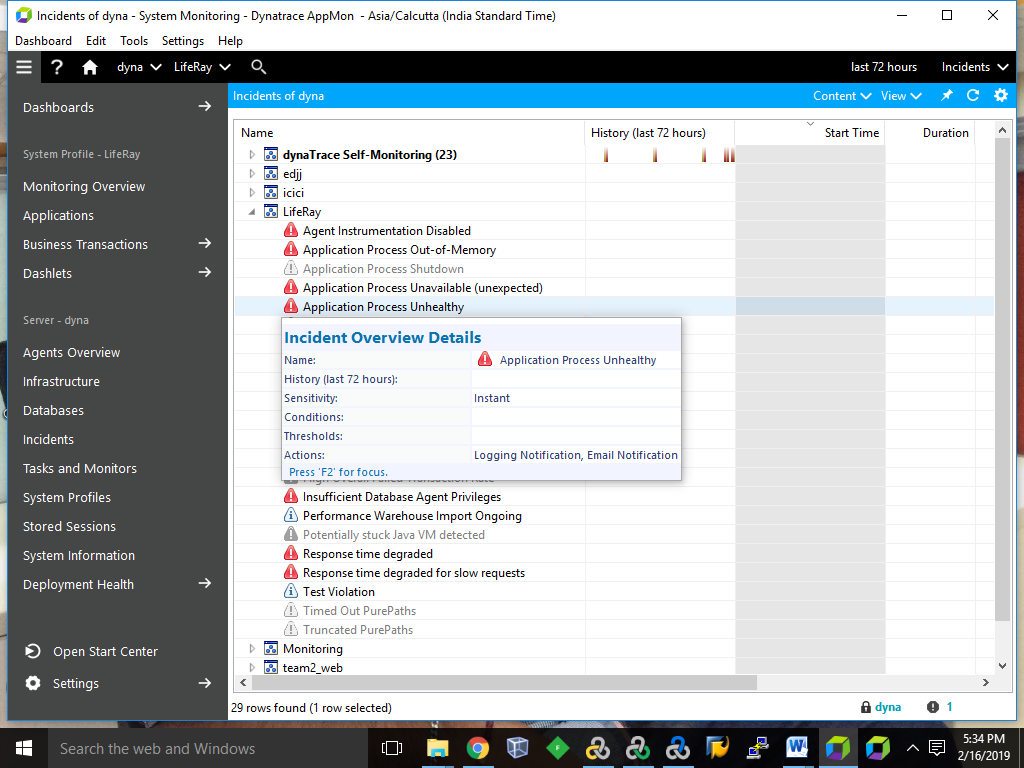 Incidents of dyna - System Monitoring - Dynatrace AppMon - Asia/Calcutta (India Standard Time)
Dashboard Edit Tools Settings Help
? dyna LifeRay last 72 hours Incidents
Incidents of dyna Content View
Dashboards
System Profile - LifeRay
Monitoring Overview
Applications
Business Transactions
Dashlets
Server - dyna
Agents Overview
Infrastructure
Databases
Incidents
Tasks and Monitors
System Profiles
Stored Sessions
System Information
Deployment Health
Open Start Center
Settings
Name History (last 72 hours) Start Time Duration
dynaTrace Self-Monitoring (23)
edjj
icici
LifeRay
Agent Instrumentation Disabled
Application Process Out-of-Memory
Application Process Shutdown
Application Process Unavailable (unexpected)
Application Process Unhealthy
Incident Overview Details
Name: Application Process Unhealthy
History (last 72 hours):
Sensitivity: Instant
Conditions:
Thresholds:
Actions: Logging Notification, Email Notification
Press 'F2' for focus.
Insufficient Database Agent Privileges
Performance Warehouse Import Ongoing
Potentially stuck Java VM detected
Response time degraded
Response time degraded for slow requests
Test Violation
Timed Out PurePaths
Truncated PurePaths
Monitoring
team2_web
29 rows found (1 row selected) dyna 1
Search the web and Windows
5:34 PM
2/16/2019